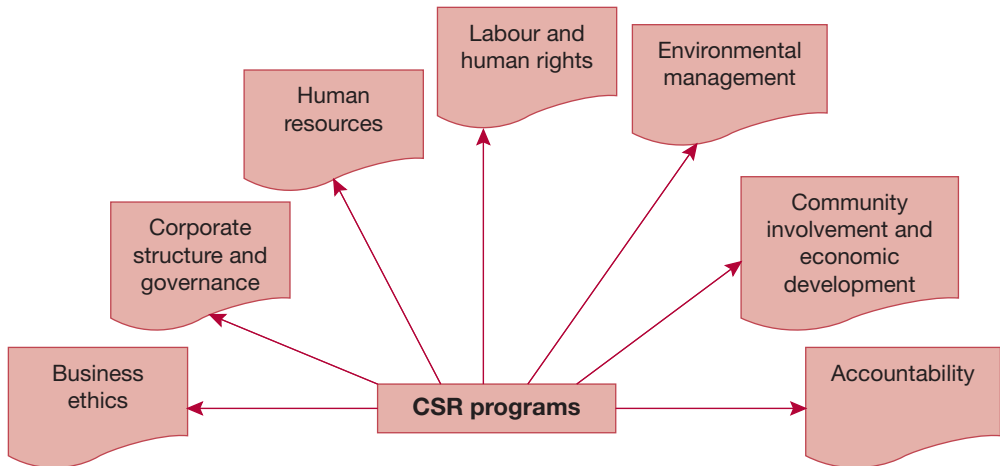 Labour and
human rights
Environmental
management
Human
resources
Community
involvement and
economic
development
Corporate
structure and
governance
Business
ethics
Accountability
CSR programs